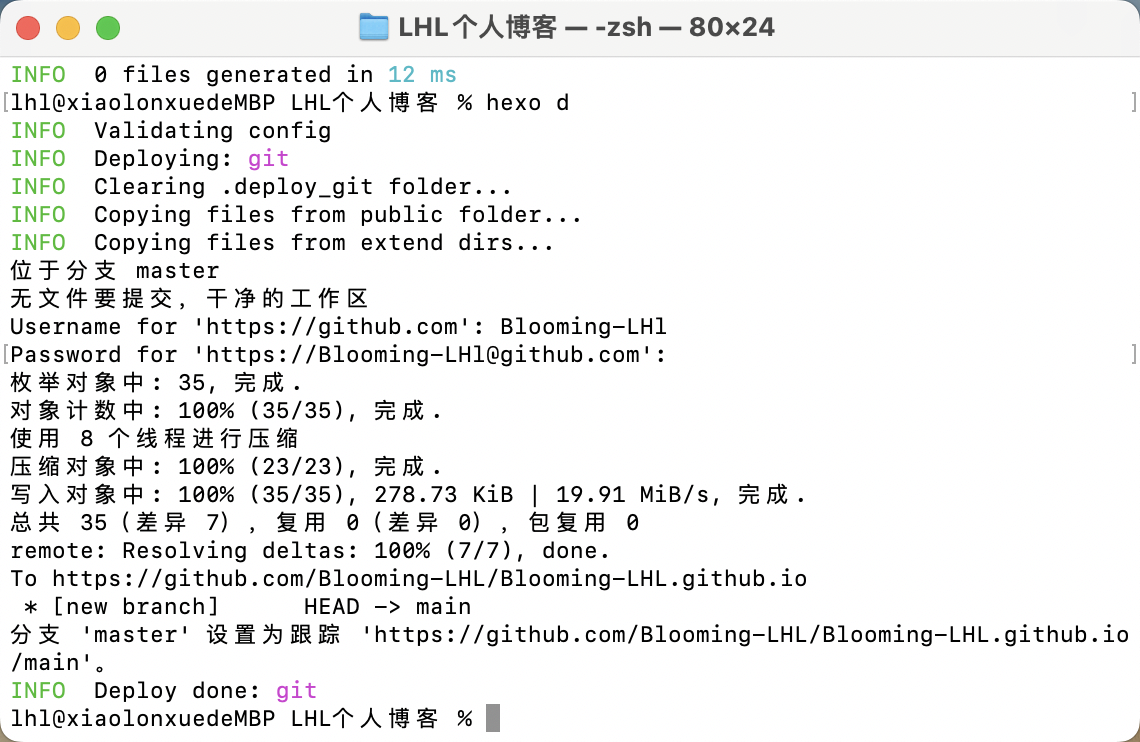 LHL个人博客 — -zsh — 80×24
INFO  0 files generated in 12 ms
[lhl@xiaolonxuedeMBP LHL个人博客 % hexo d ]
INFO  Validating config
INFO  Deploying: git
INFO  Clearing .deploy_git folder...
INFO  Copying files from public folder...
INFO  Copying files from extend dirs...
位于分支 master
无文件要提交，干净的工作区
Username for 'https://github.com': Blooming-LHl
[Password for 'https://Blooming-LHl@github.com': ]
枚举对象中: 35, 完成.
对象计数中: 100% (35/35), 完成.
使用 8 个线程进行压缩
压缩对象中: 100% (23/23), 完成.
写入对象中: 100% (35/35), 278.73 KiB | 19.91 MiB/s, 完成.
总共 35（差异 7），复用 0（差异 0），包复用 0
remote: Resolving deltas: 100% (7/7), done.
To https://github.com/Blooming-LHL/Blooming-LHL.github.io
 * [new branch]      HEAD -> main
分支 'master' 设置为跟踪 'https://github.com/Blooming-LHL/Blooming-LHL.github.io
/main'。
INFO  Deploy done: git
lhl@xiaolonxuedeMBP LHL个人博客 %